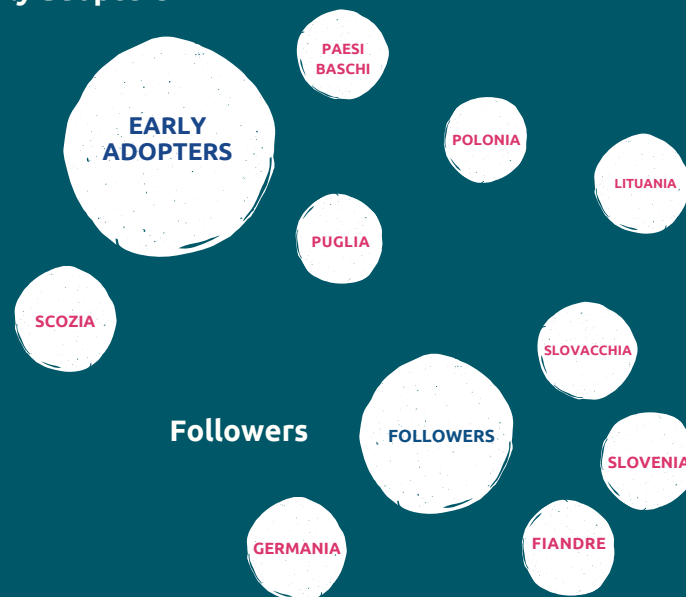 PAESI
BASCHI
EARLY
ADOPTERS
POLONIA
LITUANIA
PUGLIA
SCOZIA
SLOVACCHIA
Followers
FOLLOWERS
SLOVENIA
FIANDRE
GERMANIA